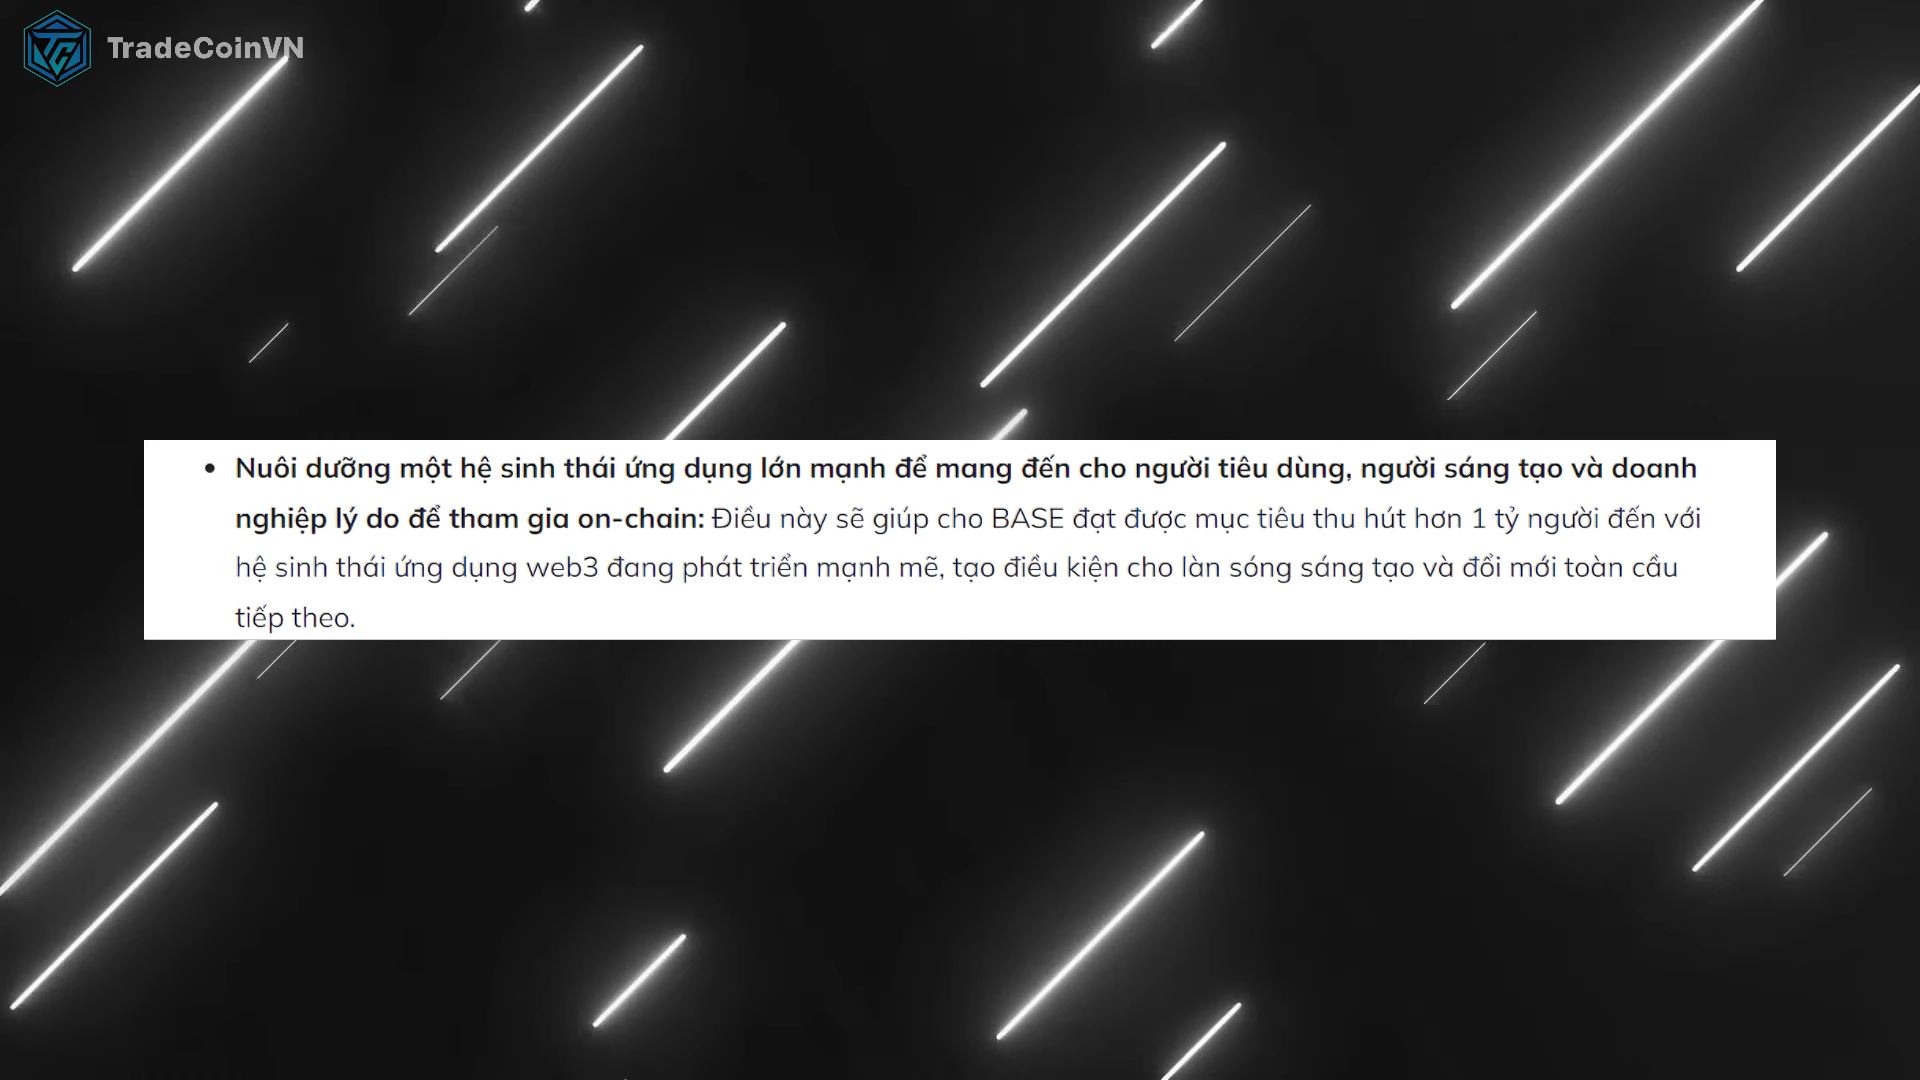 TradeCoinVN
• Nuôi dưỡng một hệ sinh thái ứng dụng lớn mạnh để mang đến cho người tiêu dùng, người sáng tạo và doanh
nghiệp lý do để tham gia on-chain: Điều này sẽ giúp cho BASE đạt được mục tiêu thu hút hơn 1 tỷ người đến với
hệ sinh thái ứng dụng web3 đang phát triển mạnh mẽ, tạo điều kiện cho làn sóng sáng tạo và đổi mới toàn cầu
tiếp theo.